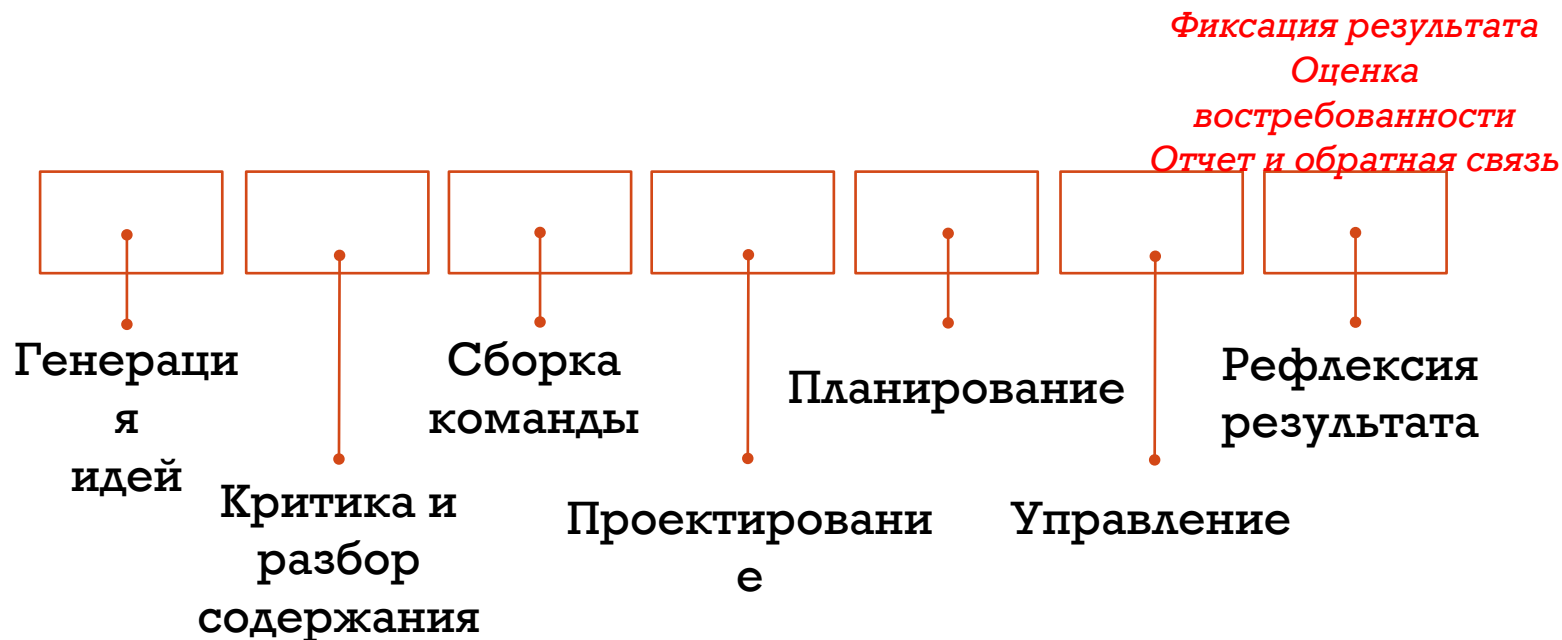 Фиксация результата
Оценка
востребованности
Отчет и обратная связь
Генераци
я
идей
Критика и
разбор
содержания
Сборка
команды
Проектировани
е
Планирование
Управление
Рефлексия
результата